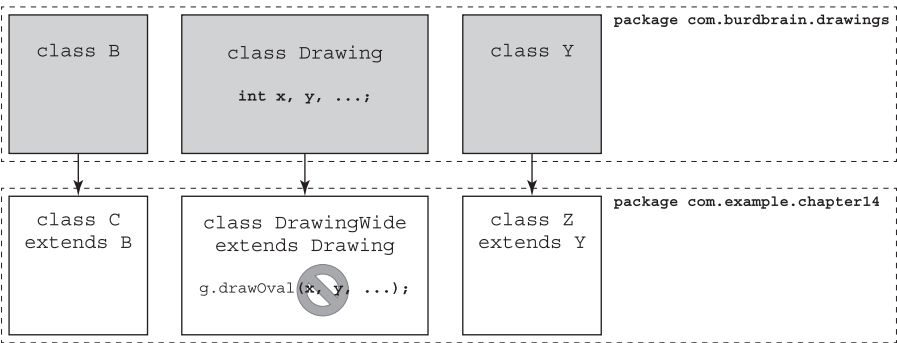 package com.burdbrain.drawings
class B
class Drawing
int x, y, ...;
class Y
package com.example.chapter14
class C
extends B
class DrawingWide
extends Drawing
g.drawOval(x, y, ...);
class Z
extends Y